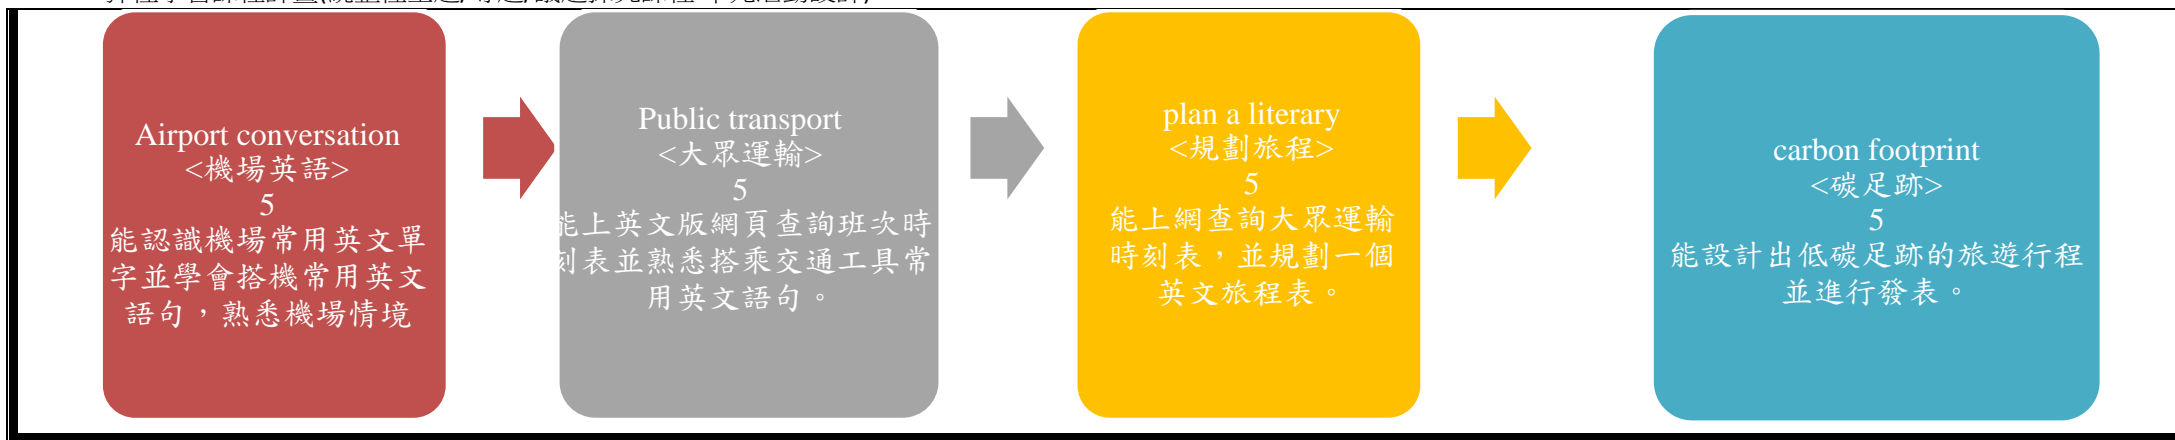 Airport conversation
<機場英語>
5
能認識機場常用英文單
字並學會搭機常用英文
語句，熟悉機場情境
Public transport
<大眾運輸>
5
能上英文版網頁查詢班次時
刻表並熟悉搭乘交通工具常
用英文語句。
plan a literary
<規劃旅程>
5
能上網查詢大眾運輸
時刻表，並規劃一個
英文旅程表。
carbon footprint
<碳足跡>
5
能設計出低碳足跡的旅遊行程
並進行發表。